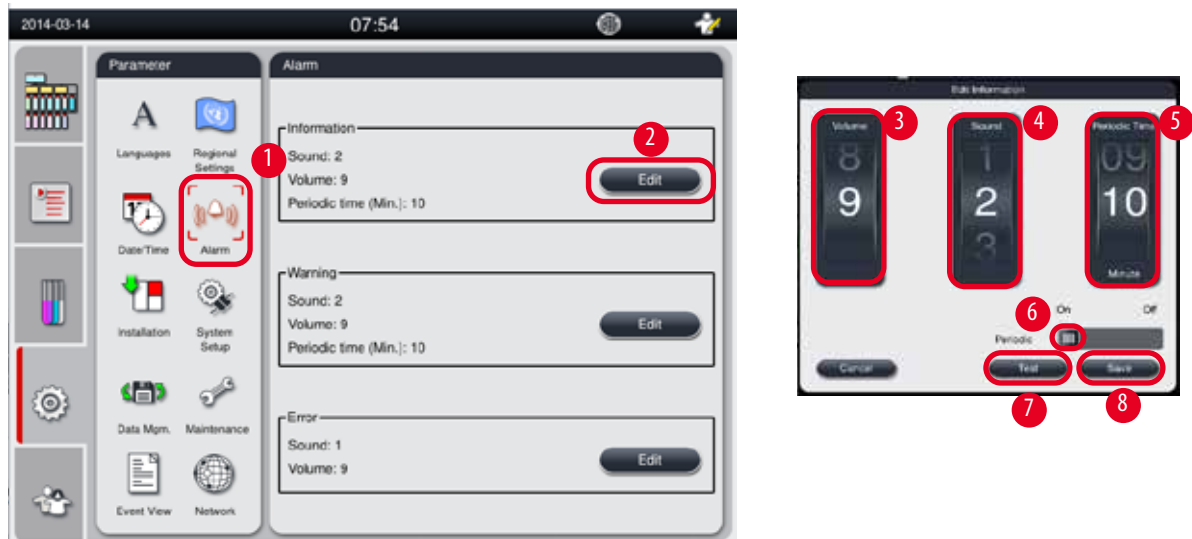 2014-03-14
07:54
Parameter
Alarm
Languages
Regional
Settings
Date/Time
Alarm
Installation
System
Setup
Data Mgm.
Maintenance
Event View
Network
1
Information
Sound: 2
Volume: 9
Periodic time (Min.): 10
2
Edit
Warning
Sound: 2
Volume: 9
Periodic time (Min.): 10
Edit
Error
Sound: 1
Volume: 9
Edit
Edit Information
Volume
3
8
9
Sound
4
1
2
3
Periodic Time
5
09
10
Minute
6
On
Off
Periodic
Cancel
Test
Save
7
8